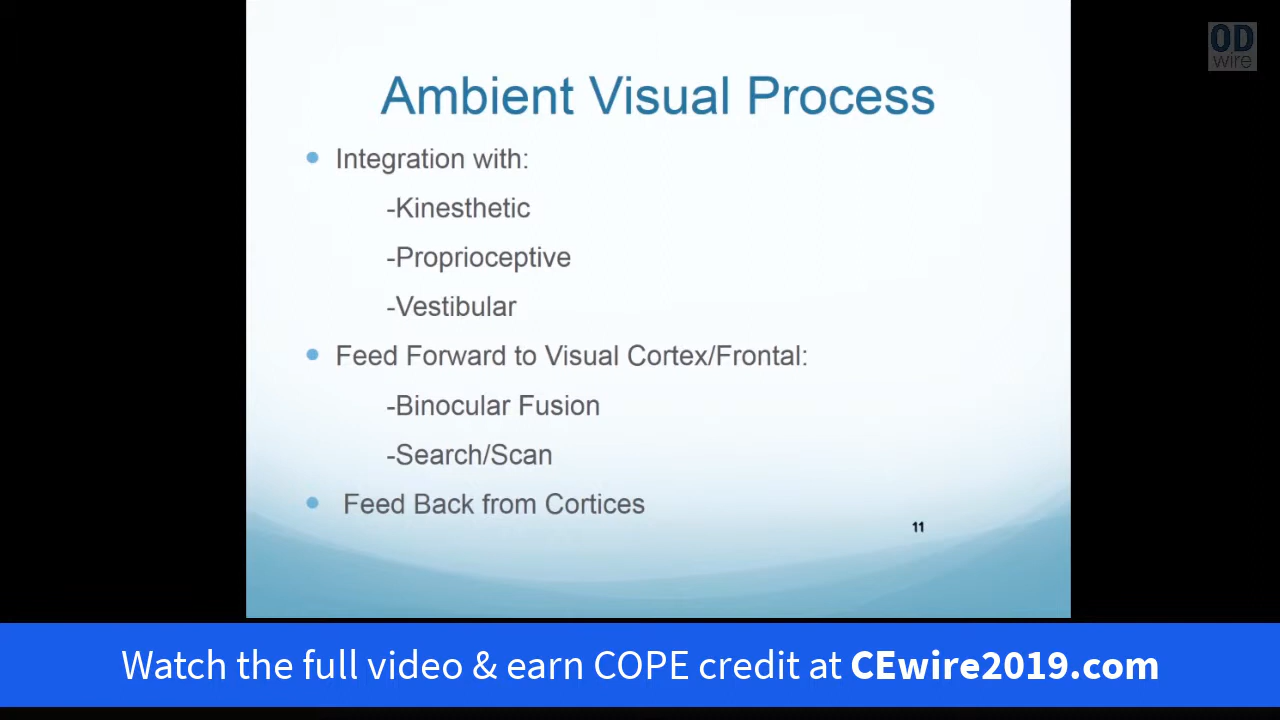 OD
wire
Ambient Visual Process
Integration with:
-Kinesthetic
-Proprioceptive
-Vestibular
Feed Forward to Visual Cortex/Frontal:
-Binocular Fusion
-Search/Scan
Feed Back from Cortices
11
Watch the full video & earn COPE credit at CEwire2019.com